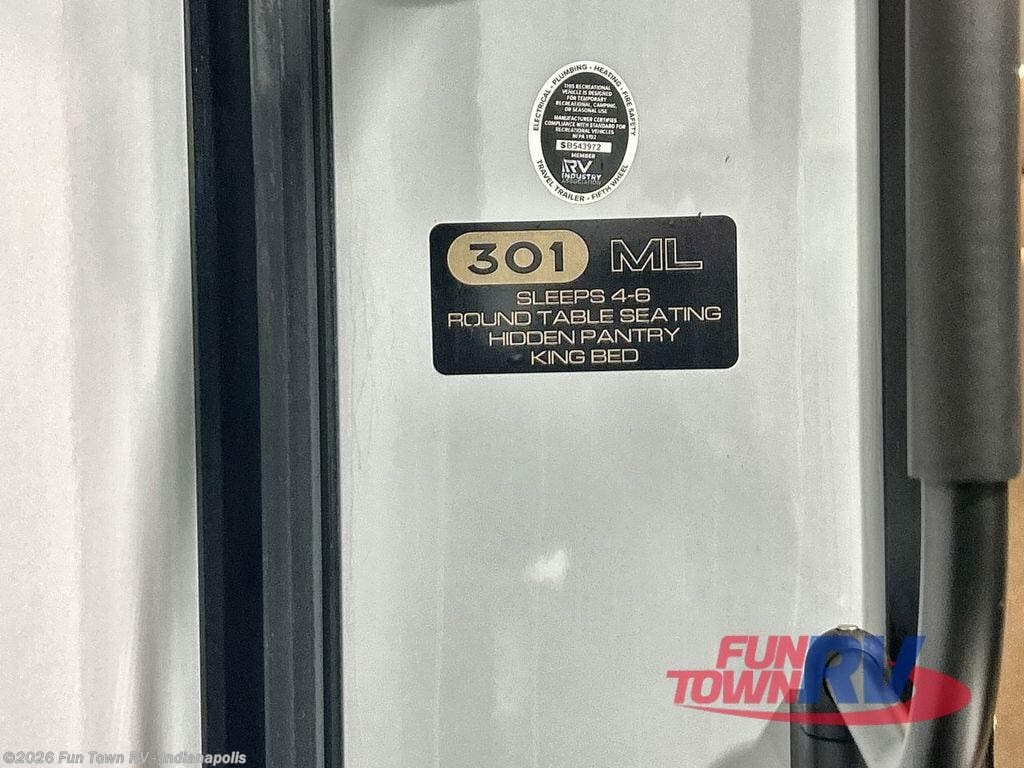 ELECTRICAL - PLUMBING - HEATING - FIRE SAFETY
THIS RECREATIONAL
VEHICLE IS DESIGNED
FOR TEMPORARY
RECREATIONAL, CAMPING,
OR SEASONAL USE
MANUFACTURER CERTIFIES
COMPLIANCE WITH STANDARD FOR
RECREATIONAL VEHICLES
NFPA 1192
SB543972
MEMBER
RV
INDUSTRY
ASSOCIATION
TRAVEL TRAILER - FIFTH WHEEL
301 ML
SLEEPS 4-6
ROUND TABLE SEATING
HIDDEN PANTRY
KING BED
FUN
TOWN RV
©2026 Fun Town RV - Indianapolis